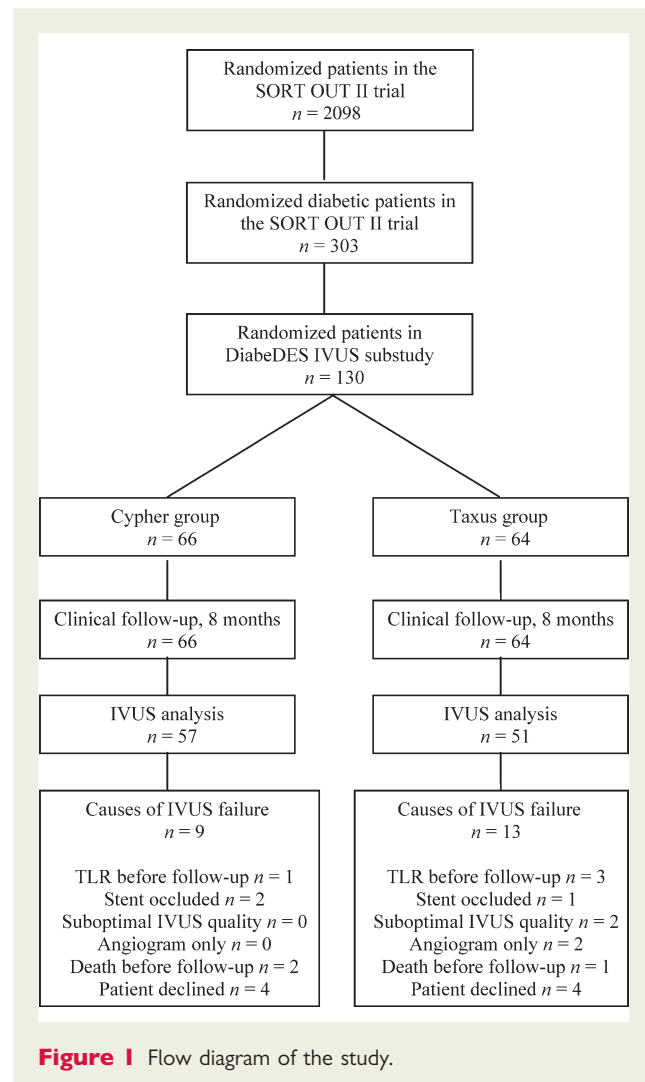 Randomized patients in the
SORT OUT II trial
n = 2098
Randomized diabetic patients in
the SORT OUT II trial
n = 303
Randomized patients in
DiabeDES IVUS substudy
n = 130
Cypher group
n = 66
Taxus group
n = 64
Clinical follow-up, 8 months
n = 66
Clinical follow-up, 8 months
n = 64
IVUS analysis
n = 57
IVUS analysis
n = 51
Causes of IVUS failure
n = 9
TLR before follow-up n = 1
Stent occluded n = 2
Suboptimal IVUS quality n = 0
Angiogram only n = 0
Death before follow-up n = 2
Patient declined n = 4
Causes of IVUS failure
n = 13
TLR before follow-up n = 3
Stent occluded n = 1
Suboptimal IVUS quality n = 2
Angiogram only n = 2
Death before follow-up n = 1
Patient declined n = 4
Figure 1 Flow diagram of the study.